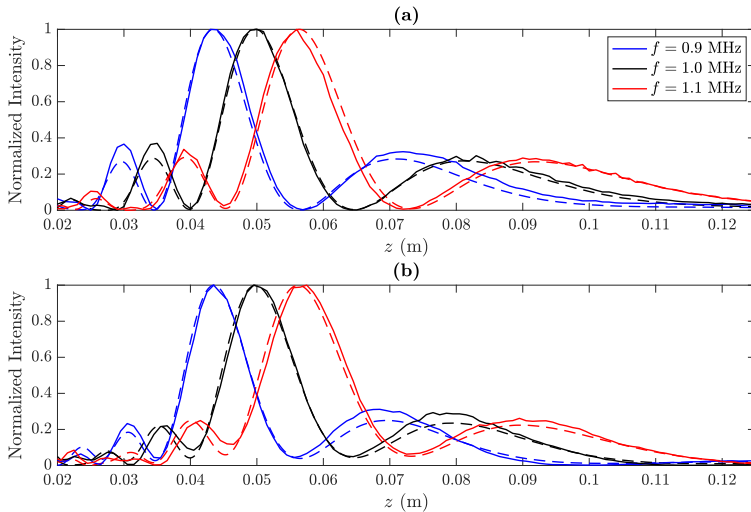 (a)
Normalized Intensity
1
0.8
0.6
0.4
0.2
0
f = 0.9 MHz
f = 1.0 MHz
f = 1.1 MHz
0.02 0.03 0.04 0.05 0.06 0.07 0.08 0.09 0.1 0.11 0.12
z (m)
(b)
Normalized Intensity
1
0.8
0.6
0.4
0.2
0
0.02 0.03 0.04 0.05 0.06 0.07 0.08 0.09 0.1 0.11 0.12
z (m)